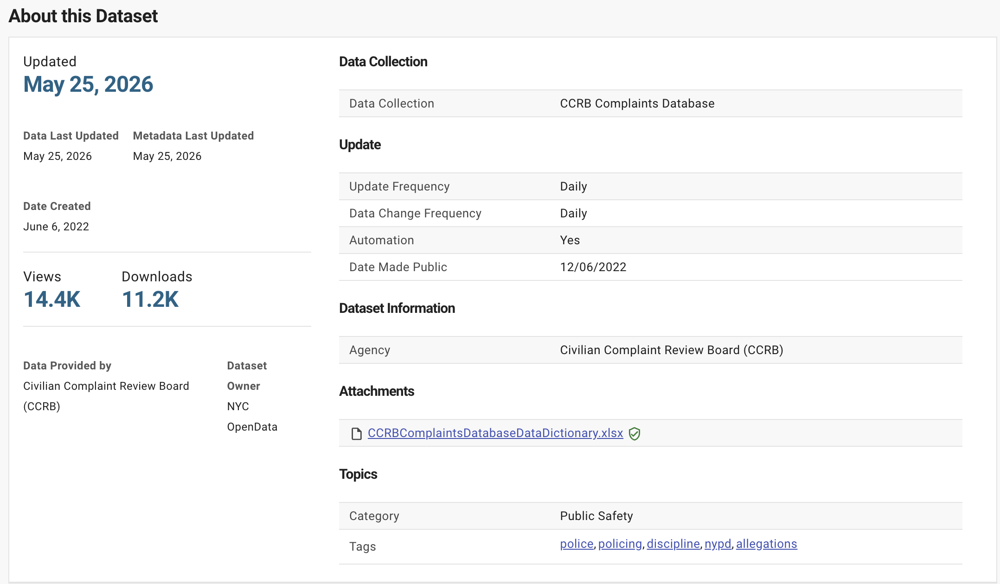 About this Dataset
Updated
May 25, 2026
Data Last Updated
May 25, 2026
Metadata Last Updated
May 25, 2026
Date Created
June 6, 2022
Views
14.4K
Downloads
11.2K
Data Provided by
Civilian Complaint Review Board
(CCRB)
Dataset
Owner
NYC
OpenData
Data Collection
Data Collection CCRB Complaints Database
Update
Update Frequency Daily
Data Change Frequency Daily
Automation Yes
Date Made Public 12/06/2022
Dataset Information
Agency Civilian Complaint Review Board (CCRB)
Attachments
CCRBComplaintsDatabaseDataDictionary.xlsx
Topics
Category Public Safety
Tags police, policing, discipline, nypd, allegations